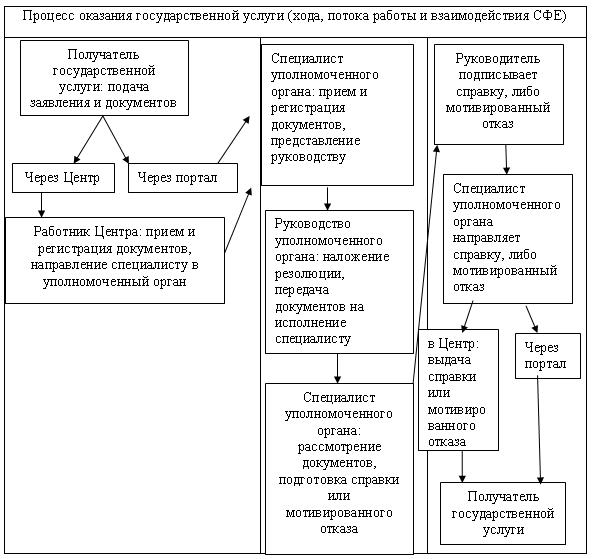 Процесс оказания государственной услуги (хода, потока работы и взаимодействия СФЕ)
Получатель
государственной
услуги: подача
заявления и документов
Через Центр
Через портал
Работник Центра: прием и
регистрация документов,
направление специалисту в
уполномоченный орган
Специалист
уполномоченного
органа: прием и
регистрация
документов,
представление
руководству
Руководство
уполномоченного
органа: наложение
резолюции,
передача
документов на
исполнение
специалисту
Специалист
уполномоченного
органа:
рассмотрение
документов,
подготовка справки
или
мотивированного
отказа
Руководитель
подписывает
справку, либо
мотивированный
отказ
Специалист
уполномоченного
органа
направляет
справку, либо
мотивированный
отказ
в Центр:
выдача
справки
или
мотивиро
ванного
отказа
Через
портал
Получатель
государственной
услуги